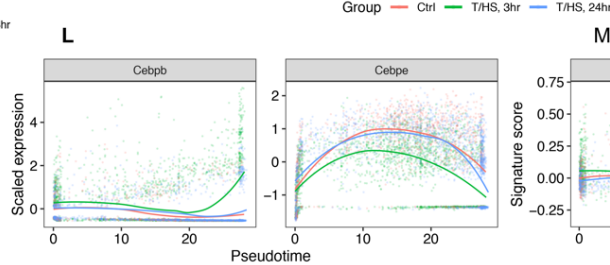 Group Ctrl T/HS, 3hr T/HS, 24hr
hr
L
M
Cebpb
Cebpe
Scaled expression
4
2
0
2
1
0
−1
Signature score
0.75
0.50
0.25
0.00
−0.25
0 10 20
0 10 20
0
Pseudotime